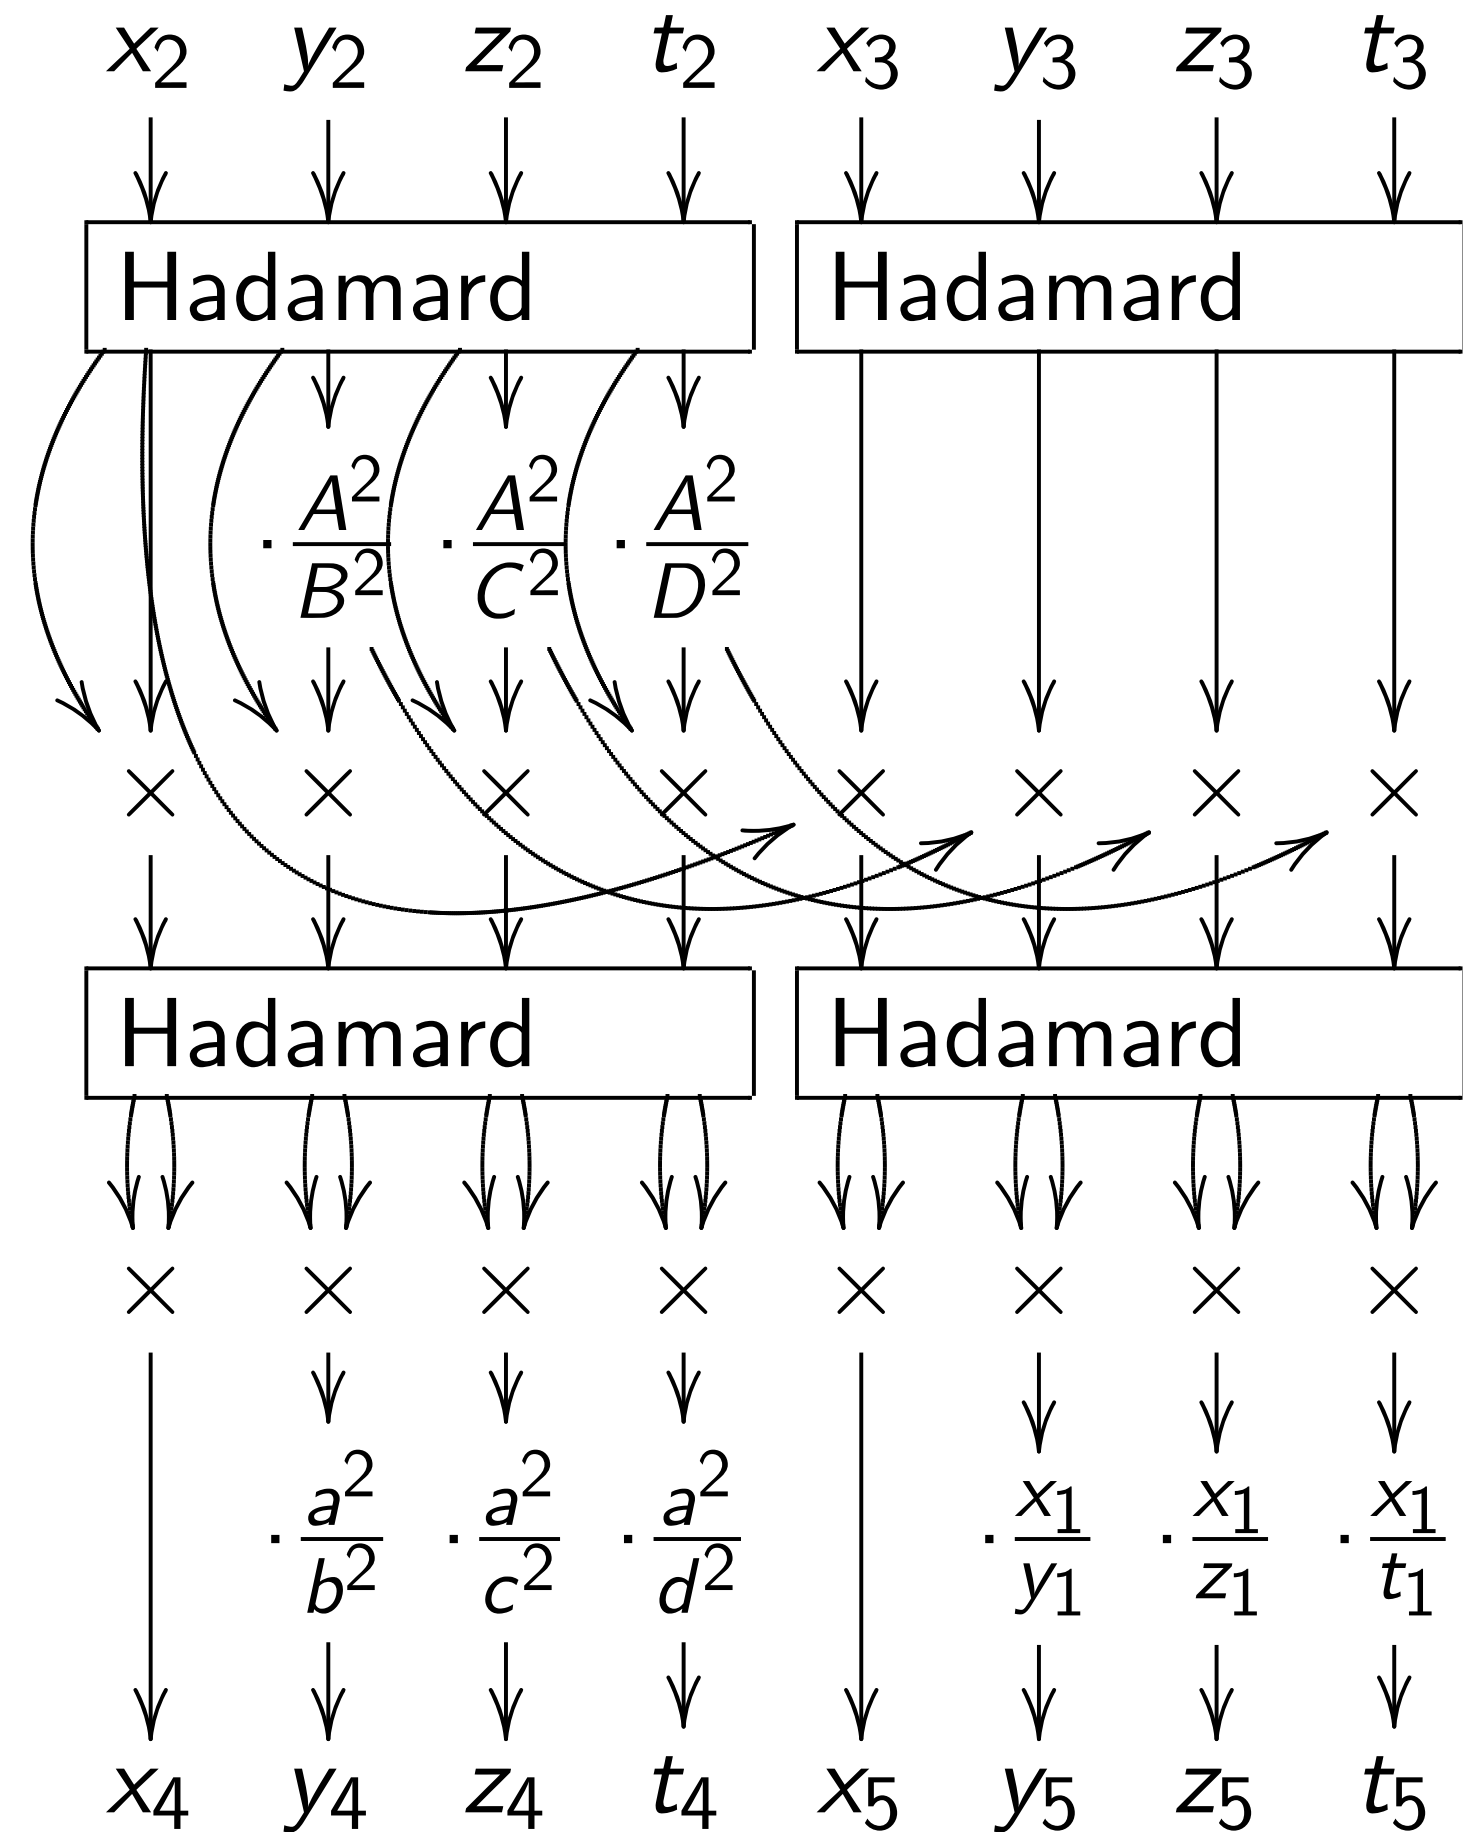 x₂ y₂ z₂ t₂ x₃ y₃ z₃ t₃
Hadamard Hadamard
· A²/B² · A²/C² · A²/D²
× × × × × × × ×
Hadamard Hadamard
× × × × × × × ×
· a²/b² · a²/c² · a²/d² · x₁/y₁ · x₁/z₁ · x₁/t₁
x₄ y₄ z₄ t₄ x₅ y₅ z₅ t₅